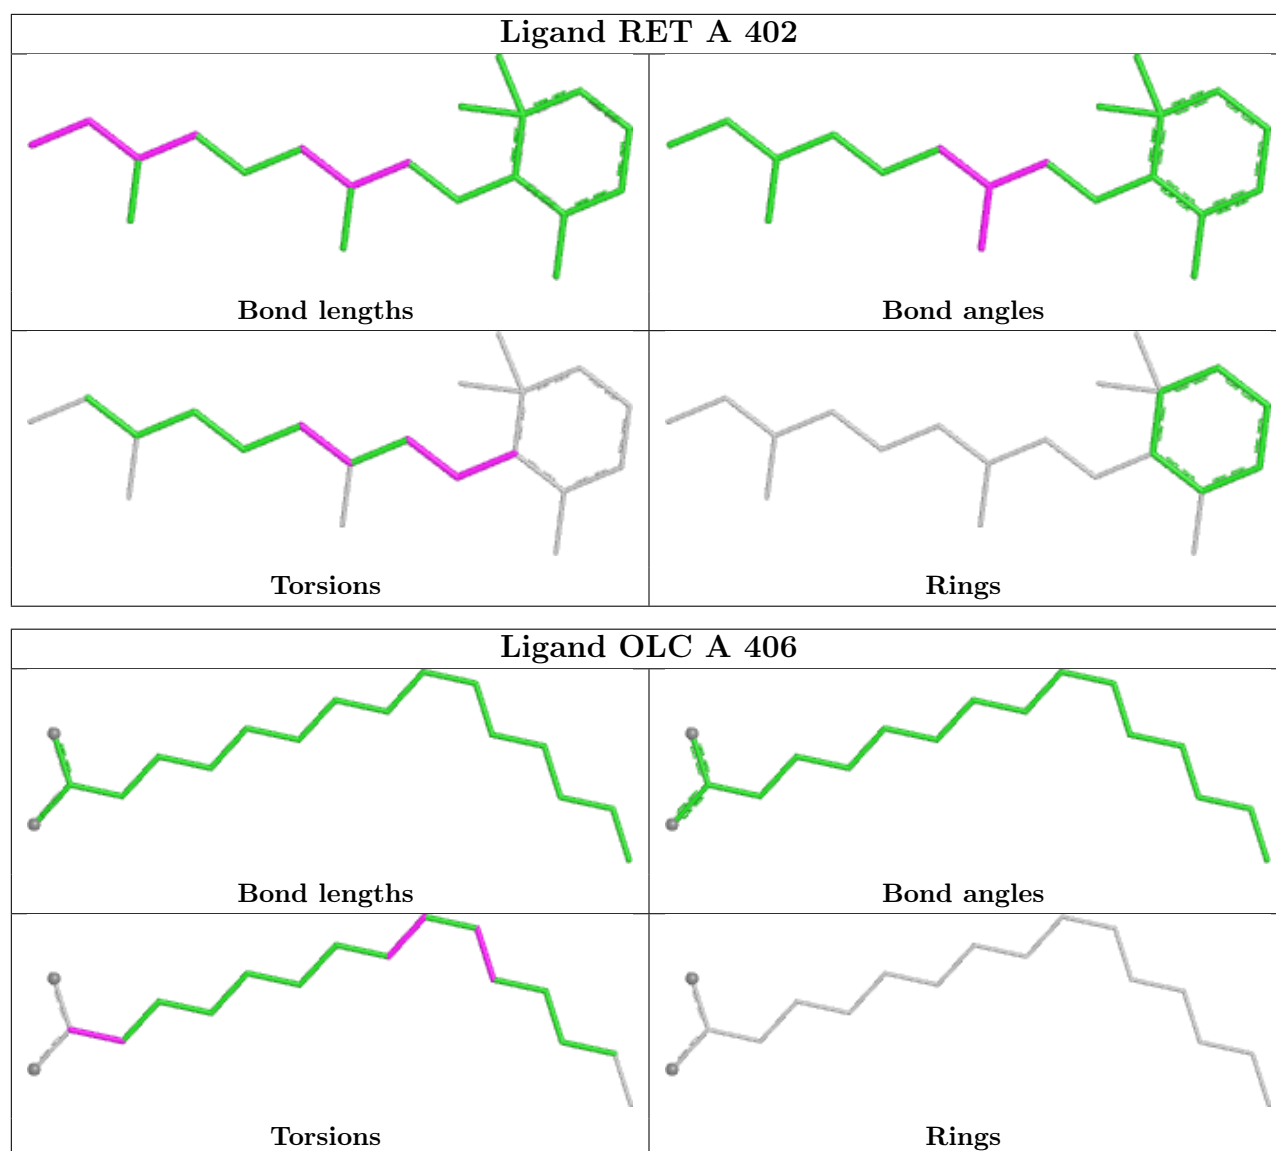 Ligand RET A 402
Bond lengths
Bond angles
Torsions
Rings
Ligand OLC A 406
Bond lengths
Bond angles
Torsions
Rings